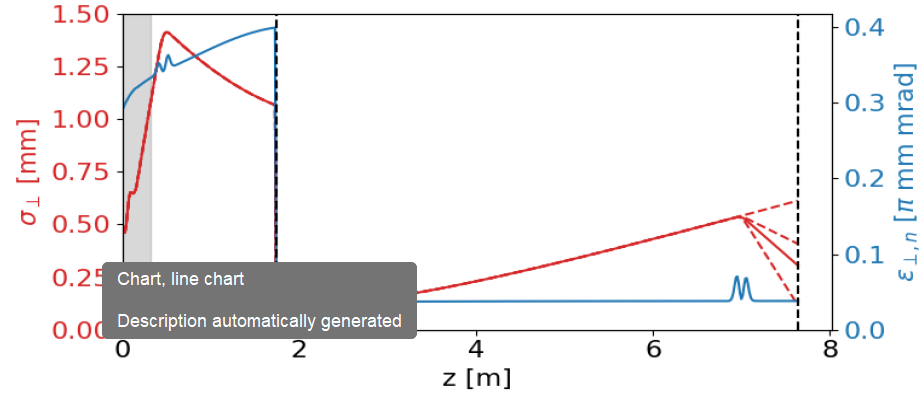 1.50
1.25
1.00
0.75
0.50
0.25
0.00
σ⊥ [mm]
0.4
0.3
0.2
0.1
0.0
ε⊥,n [π mm mrad]
Chart, line chart
Description automatically generated
0 2 4 6 8
z [m]